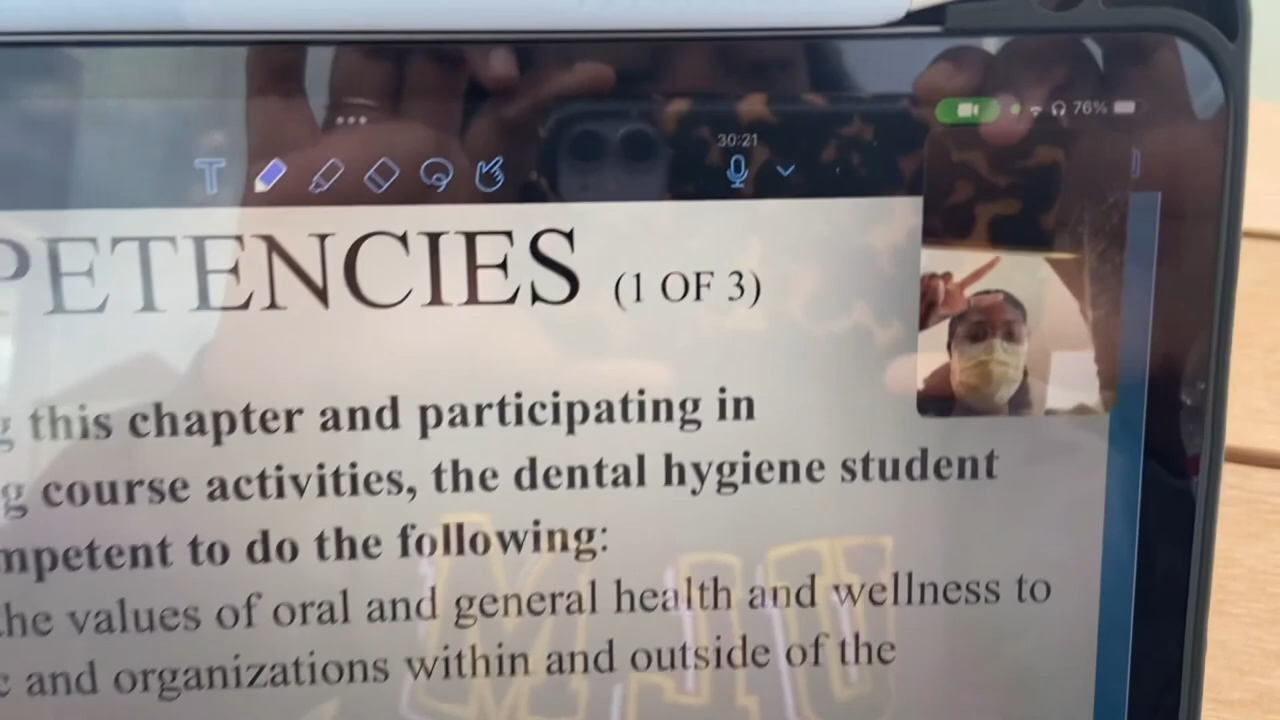 76%
30:21
T
PETENCIES (1 OF 3)
this chapter and participating in
course activities, the dental hygiene student
mpetent to do the following:
the values of oral and general health and wellness to
and organizations within and outside of the